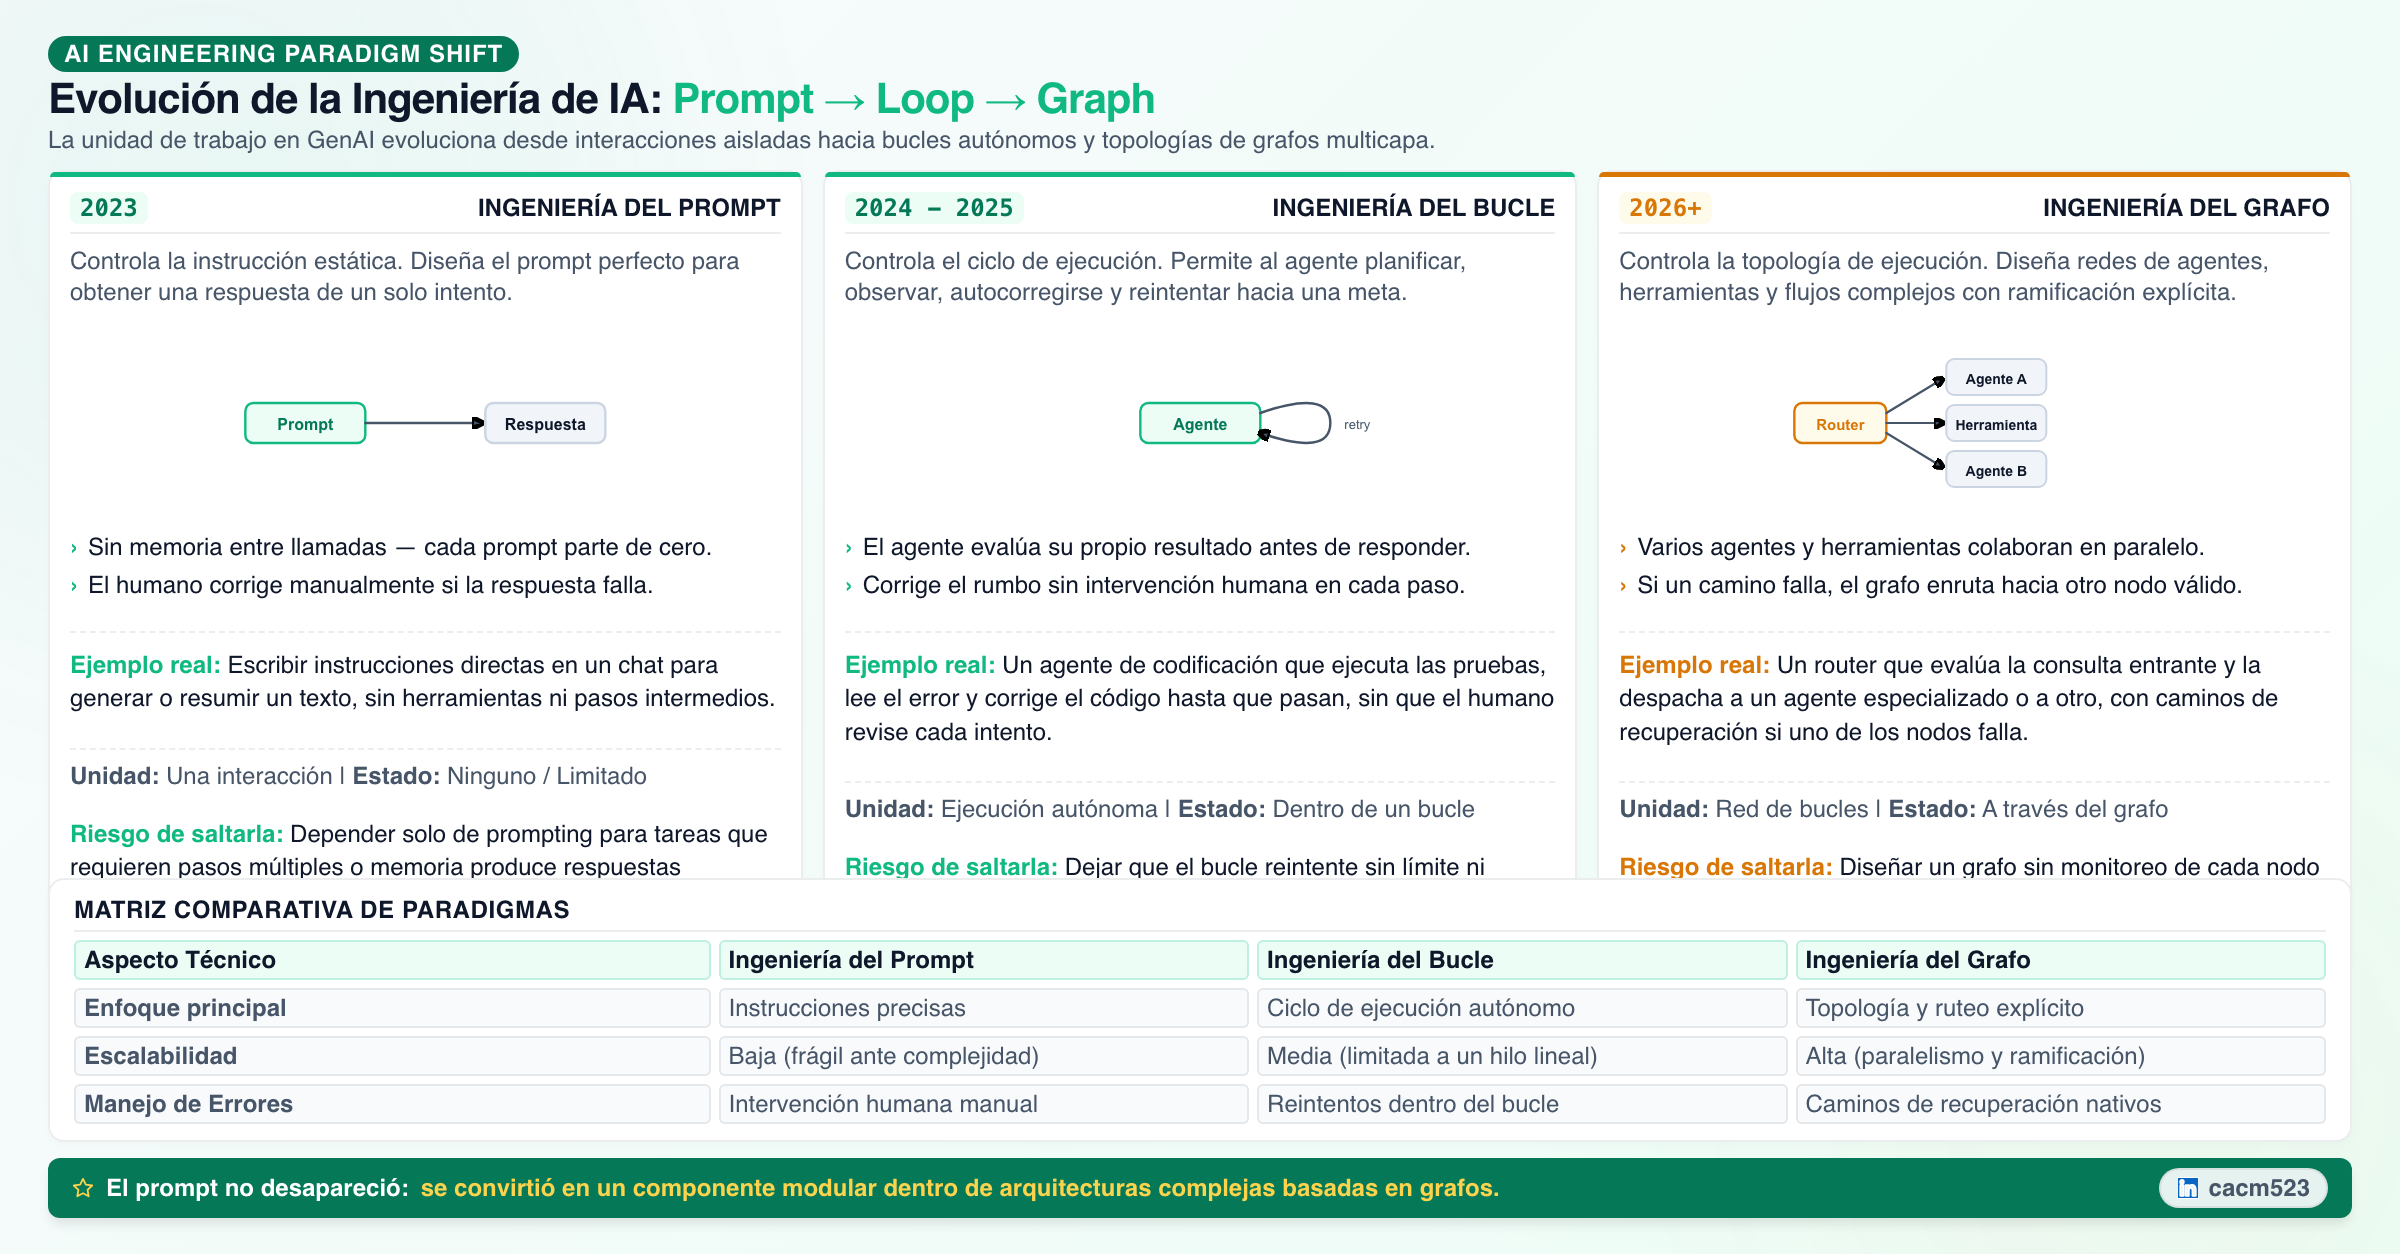 AI ENGINEERING PARADIGM SHIFT
Evolución de la Ingeniería de IA: Prompt → Loop → Graph
La unidad de trabajo en GenAI evoluciona desde interacciones aisladas hacia bucles autónomos y topologías de grafos multicapa.
2023
INGENIERÍA DEL PROMPT
Controla la instrucción estática. Diseña el prompt perfecto para
obtener una respuesta de un solo intento.
Prompt
Respuesta
› Sin memoria entre llamadas — cada prompt parte de cero.
› El humano corrige manualmente si la respuesta falla.
Ejemplo real: Escribir instrucciones directas en un chat para
generar o resumir un texto, sin herramientas ni pasos intermedios.
Unidad: Una interacción | Estado: Ninguno / Limitado
Riesgo de saltarla: Depender solo de prompting para tareas que
requieren pasos múltiples o memoria produce respuestas
2024 – 2025
INGENIERÍA DEL BUCLE
Controla el ciclo de ejecución. Permite al agente planificar,
observar, autocorregirse y reintentar hacia una meta.
Agente
retry
› El agente evalúa su propio resultado antes de responder.
› Corrige el rumbo sin intervención humana en cada paso.
Ejemplo real: Un agente de codificación que ejecuta las pruebas,
lee el error y corrige el código hasta que pasan, sin que el humano
revise cada intento.
Unidad: Ejecución autónoma | Estado: Dentro de un bucle
Riesgo de saltarla: Dejar que el bucle reintente sin límite ni
2026+
INGENIERÍA DEL GRAFO
Controla la topología de ejecución. Diseña redes de agentes,
herramientas y flujos complejos con ramificación explícita.
Router
Agente A
Herramienta
Agente B
› Varios agentes y herramientas colaboran en paralelo.
› Si un camino falla, el grafo enruta hacia otro nodo válido.
Ejemplo real: Un router que evalúa la consulta entrante y la
despacha a un agente especializado o a otro, con caminos de
recuperación si uno de los nodos falla.
Unidad: Red de bucles | Estado: A través del grafo
Riesgo de saltarla: Diseñar un grafo sin monitoreo de cada nodo
MATRIZ COMPARATIVA DE PARADIGMAS
Aspecto Técnico
Ingeniería del Prompt
Ingeniería del Bucle
Ingeniería del Grafo
Enfoque principal
Instrucciones precisas
Ciclo de ejecución autónomo
Topología y ruteo explícito
Escalabilidad
Baja (frágil ante complejidad)
Media (limitada a un hilo lineal)
Alta (paralelismo y ramificación)
Manejo de Errores
Intervención humana manual
Reintentos dentro del bucle
Caminos de recuperación nativos
El prompt no desapareció: se convirtió en un componente modular dentro de arquitecturas complejas basadas en grafos.
in cacm523